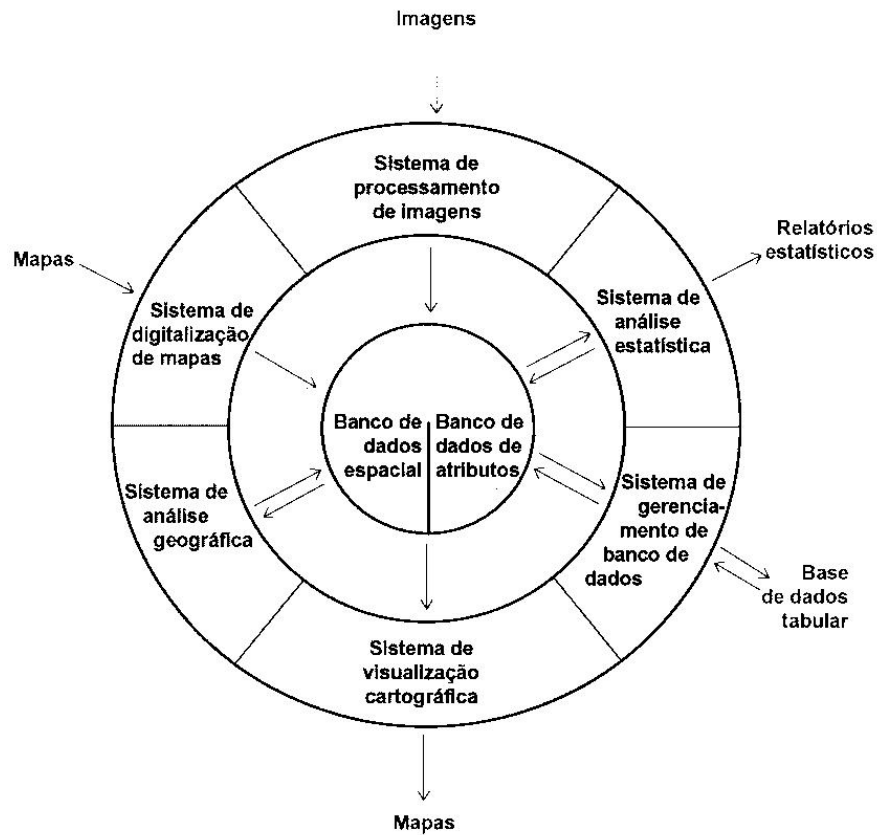 Imagens
Sistema de
processamento
de imagens
Mapas
Sistema de
digitalização
de mapas
Relatórios
estatísticos
Sistema de
análise
estatística
Banco de
dados
espacial
Banco de
dados de
atributos
Sistema de
análise
geográfica
Sistema de
gerencia-
mento de
banco de
dados
Base
de dados
tabular
Sistema de
visualização
cartográfica
Mapas